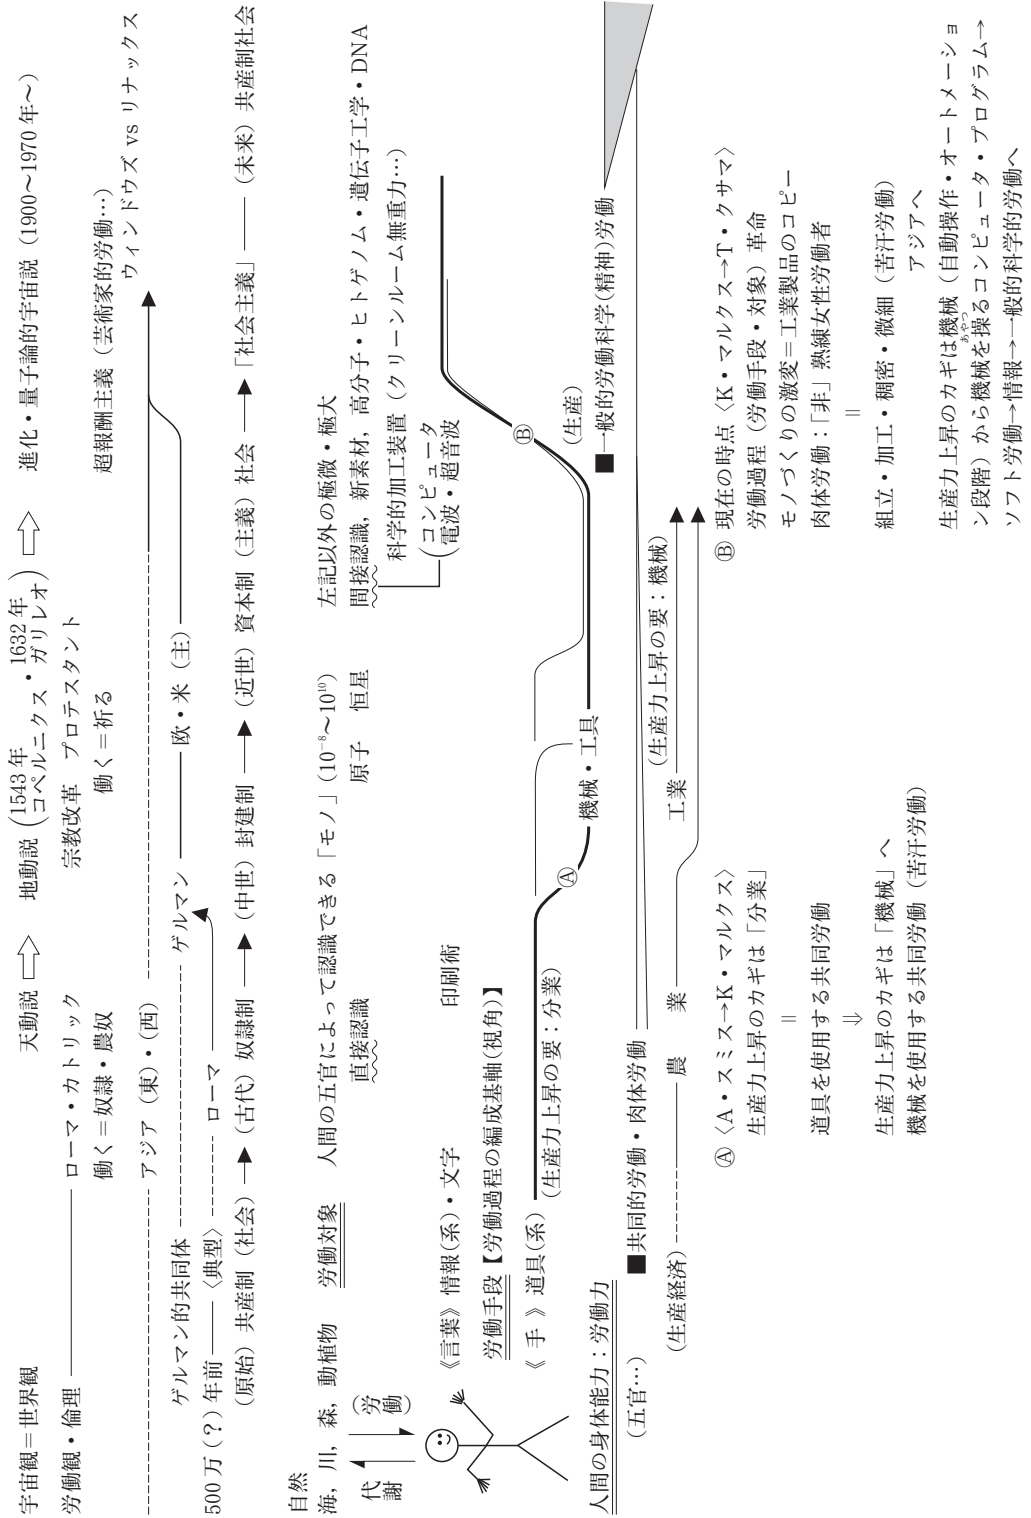 宇宙観＝世界観 天動説 ⇨ 地動説 (1543年 コペルニクス・1632年 ガリレオ) ⇨ 進化・量子論的宇宙説（1900～1970年～）
労働観・倫理 ローマ・カトリック 宗教改革 プロテスタント 超報酬主義（芸術家的労働…）
働く＝奴隷・農奴 働く＝祈る ウィンドウズ vs リナックス
アジア（東）・（西）
ゲルマン的共同体 ゲルマン 欧・米（主）
500万（？）年前 〈典型〉 ローマ
（原始）共産制（社会） （古代）奴隷制 （中世）封建制 （近世）資本制（主義）社会 「社会主義」 （未来）共産制社会
自然
海，川，森，動植物 労働対象 人間の五官によって認識できる「モノ」（10⁻⁸～10¹⁰） 左記以外の極微・極大
直接認識 原子 恒星 間接認識，新素材，高分子・ヒトゲノム・遺伝子工学・DNA
代謝 （労働） 科学的加工装置（クリーンルーム無重力…）
(コンピュータ
電波・超音波)
《言葉》情報(系)・文字 印刷術
労働手段【労働過程の編成基軸(視角)】
《 手 》道具(系)
（生産力上昇の要：分業） Ⓐ 機械・工具 Ⓑ
（生産）
人間の身体能力：労働力 ■一般的労働科学(精神)労働
（五官…） ■共同的労働・肉体労働
（生産力上昇の要：機械）
（生産経済） 農 業 工業
Ⓐ〈A・スミス→K・マルクス〉
生産力上昇のカギは「分業」
＝
道具を使用する共同労働
⇓
生産力上昇のカギは「機械」へ
機械を使用する共同労働（苦汗労働）
Ⓑ 現在の時点〈K・マルクス→T・クサマ〉
労働過程（労働手段・対象）革命
モノづくりの激変＝工業製品のコピー
肉体労働：「非」熟練女性労働者
＝
組立・加工・稠密・微細（苦汗労働）
アジアへ
生産力上昇のカギは機械（自動操作・オートメーショ
ン段階）から機械を操(あやつ)るコンピュータ・プログラム→
ソフト労働→情報→一般的科学的労働へ